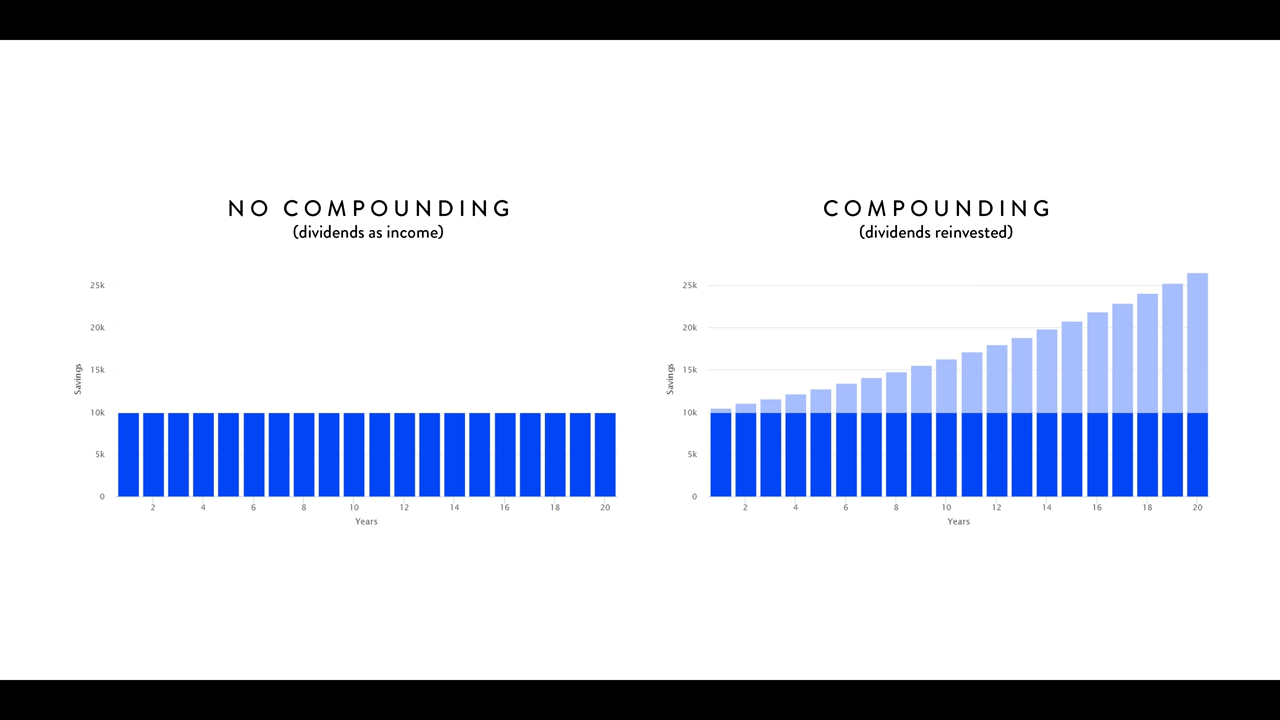 NO COMPOUNDING
(dividends as income)
25k
20k
15k
10k
5k
0
Savings
2 4 6 8 10 12 14 16 18 20
Years
COMPOUNDING
(dividends reinvested)
25k
20k
15k
10k
5k
0
Savings
2 4 6 8 10 12 14 16 18 20
Years